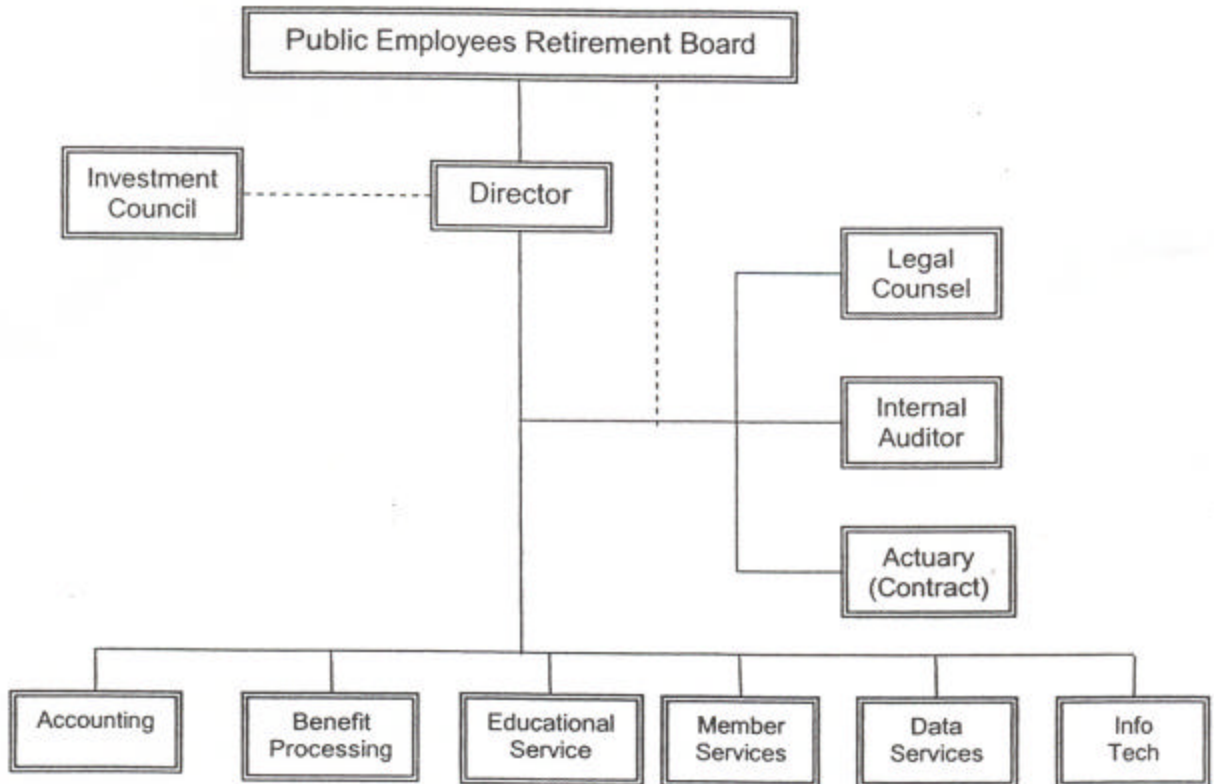 Public Employees Retirement Board
Investment
Council
Director
Legal
Counsel
Internal
Auditor
Actuary
(Contract)
Accounting
Benefit
Processing
Educational
Service
Member
Services
Data
Services
Info
Tech